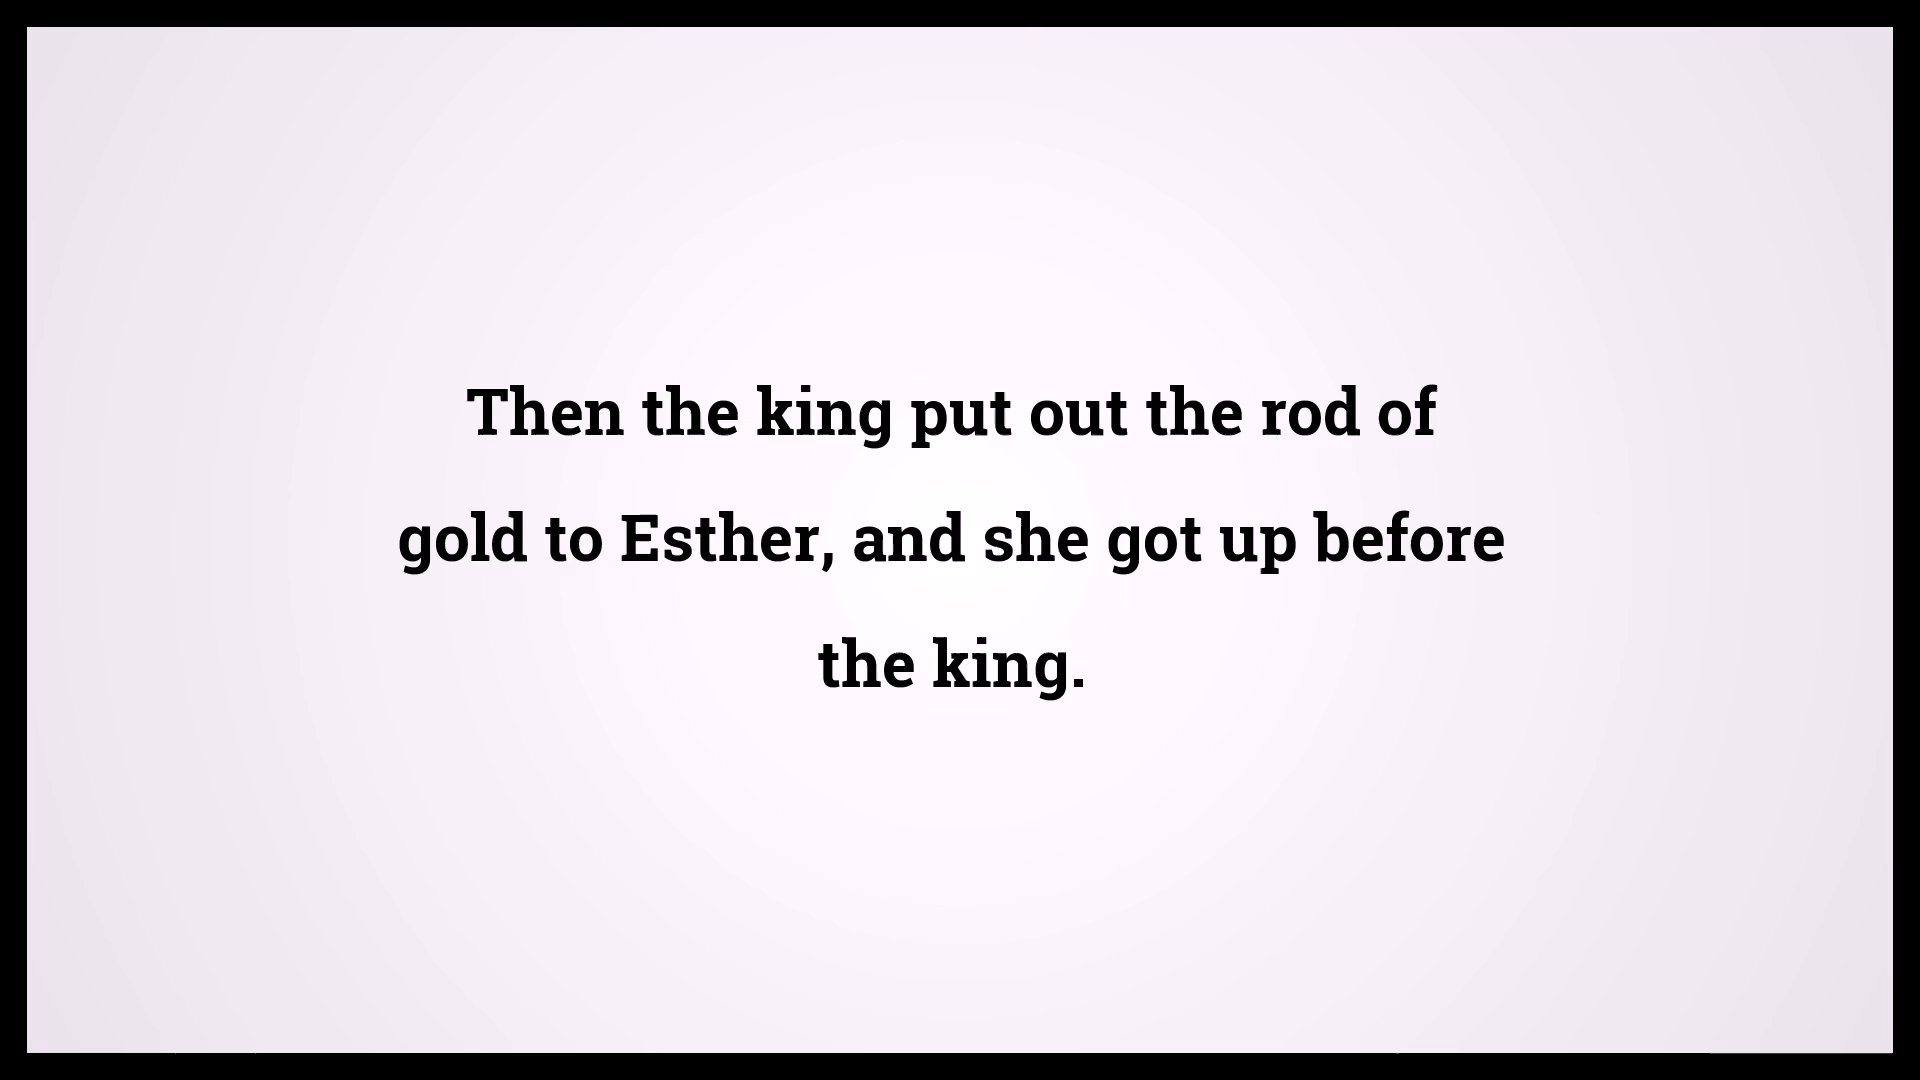 Then the king put out the rod of
gold to Esther, and she got up before
the king.